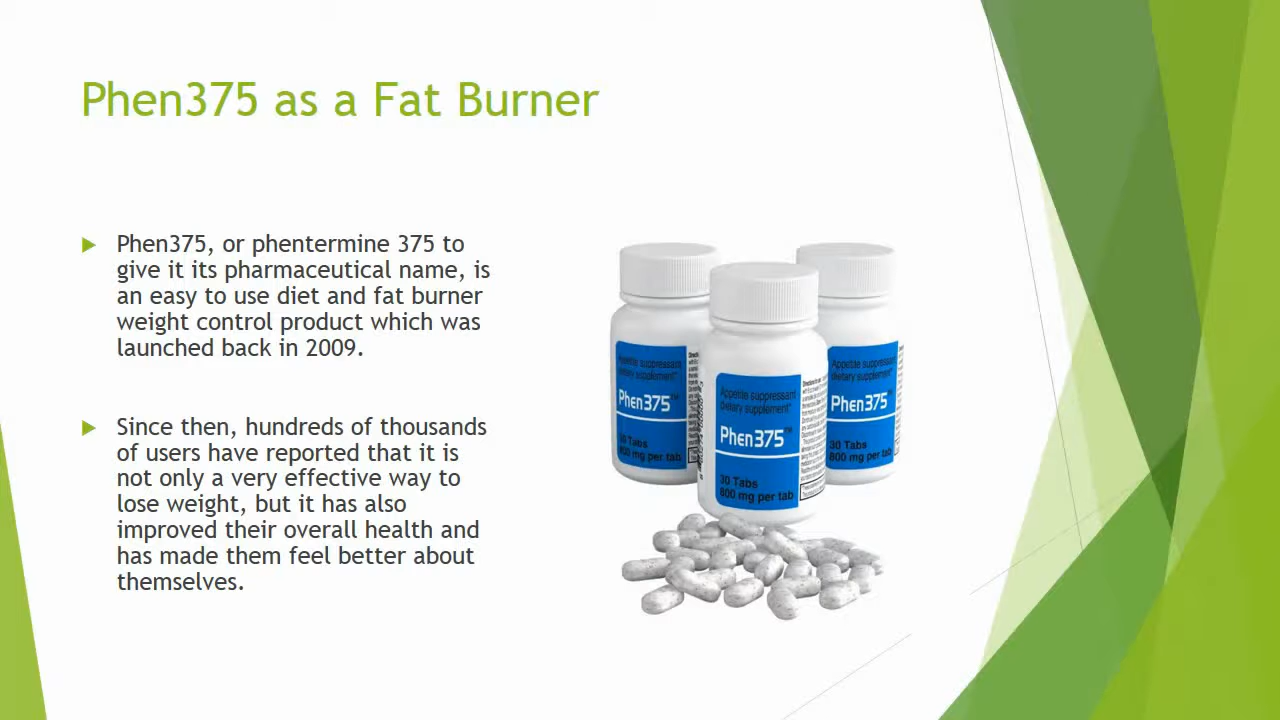 Phen375 as a Fat Burner
Phen375, or phentermine 375 to
give it its pharmaceutical name, is
an easy to use diet and fat burner
weight control product which was
launched back in 2009.
Since then, hundreds of thousands
of users have reported that it is
not only a very effective way to
lose weight, but it has also
improved their overall health and
has made them feel better about
themselves.
Appetite suppressant
dietary supplement*
Phen375™
30 Tabs
800 mg per tab
Appetite suppressant
Dietary supplement*
Phen375™
30 Tabs
800 mg per tab
Appetite suppressant
dietary supplement*
Phen375™
30 Tabs
800 mg per tab